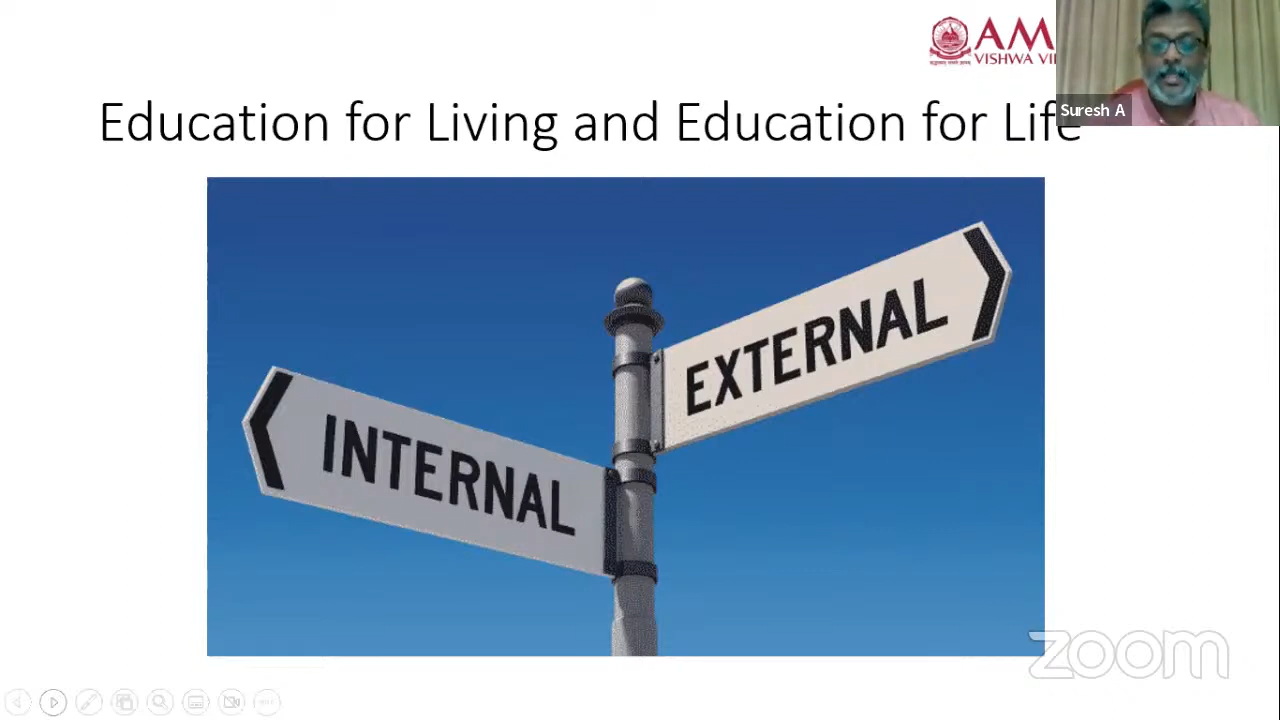 AM
VISHWA VI
Suresh A
Education for Living and Education for Life
EXTERNAL
INTERNAL
zoom